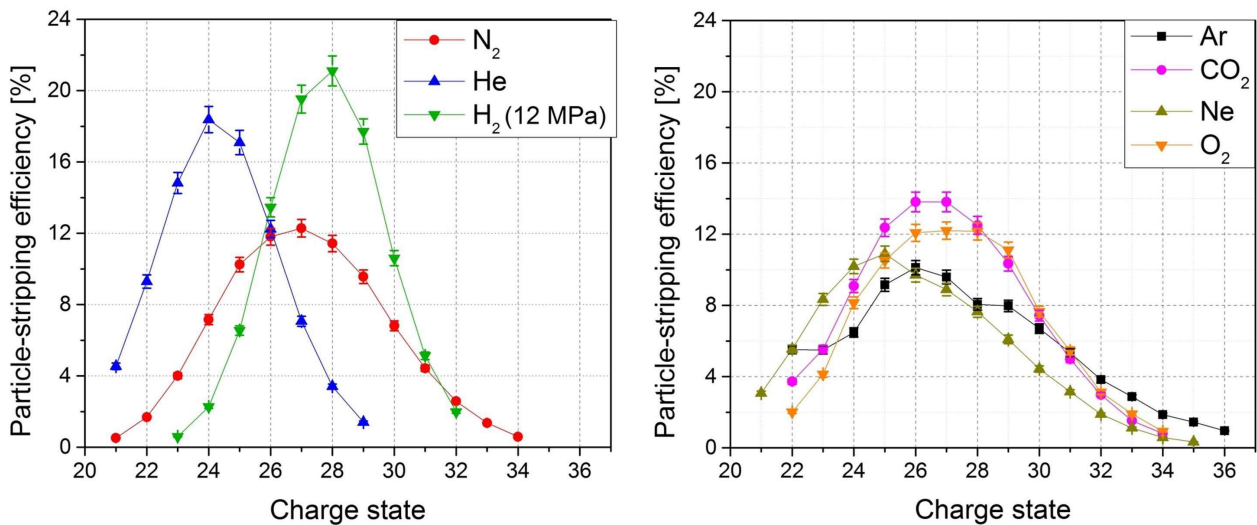 Particle-stripping efficiency [%]
24
20
16
12
8
4
0
N₂
He
H₂ (12 MPa)
20 22 24 26 28 30 32 34 36
Charge state
Particle-stripping efficiency [%]
24
20
16
12
8
4
0
Ar
CO₂
Ne
O₂
20 22 24 26 28 30 32 34 36
Charge state